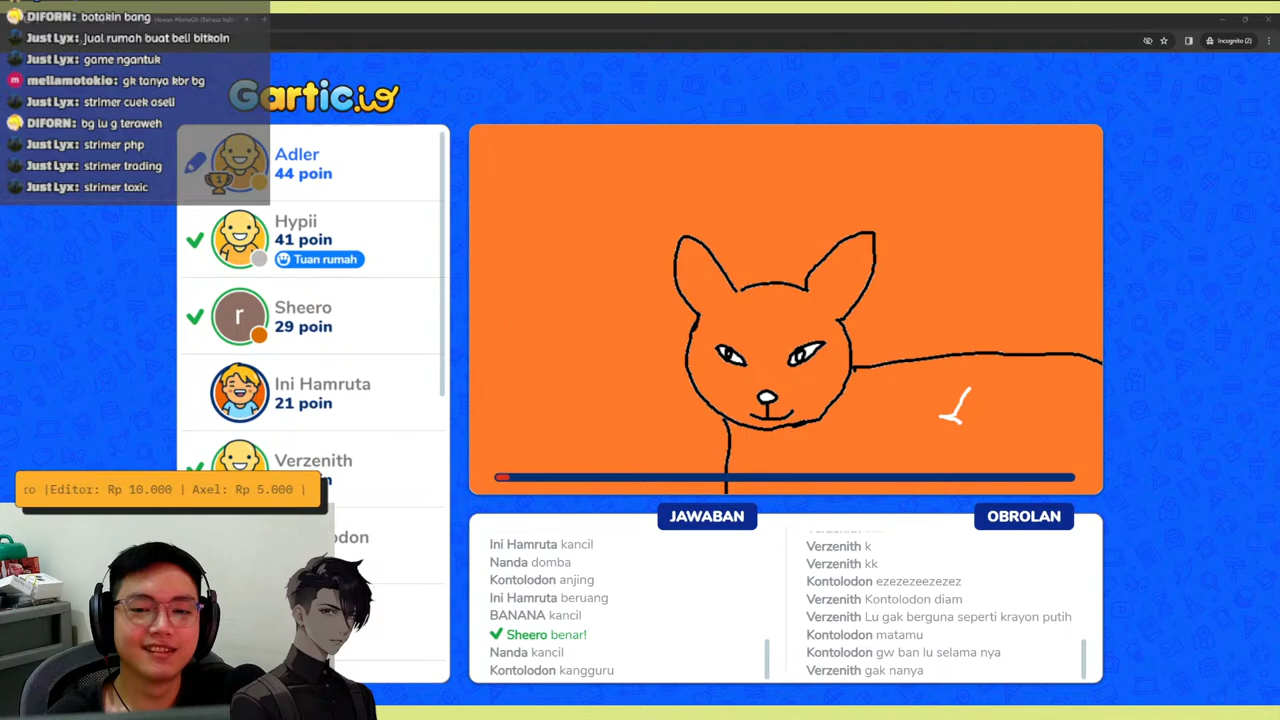 DIFORN: botakin bang
Just Lyx: jual rumah buat beli bitkoin
Just Lyx: game ngantuk
m mellamotokio: gk tanya kbr bg
Just Lyx: strimer cuek aseli
DIFORN: bg lu g teraweh
Just Lyx: strimer php
Just Lyx: strimer trading
Just Lyx: strimer toxic
Incognito (2)
Gartic.io
Adler
44 poin
Hypii
41 poin
Tuan rumah
r
Sheero
29 poin
Ini Hamruta
21 poin
Verzenith
ro |Editor: Rp 10.000 | Axel: Rp 5.000 |
JAWABAN
Ini Hamruta kancil
Nanda domba
Kontolodon anjing
Ini Hamruta beruang
BANANA kancil
Sheero benar!
Nanda kancil
Kontolodon kangguru
OBROLAN
Verzenith k
Verzenith kk
Kontolodon ezezezeezezez
Verzenith Kontolodon diam
Verzenith Lu gak berguna seperti krayon putih
Kontolodon matamu
Kontolodon gw ban lu selama nya
Verzenith gak nanya